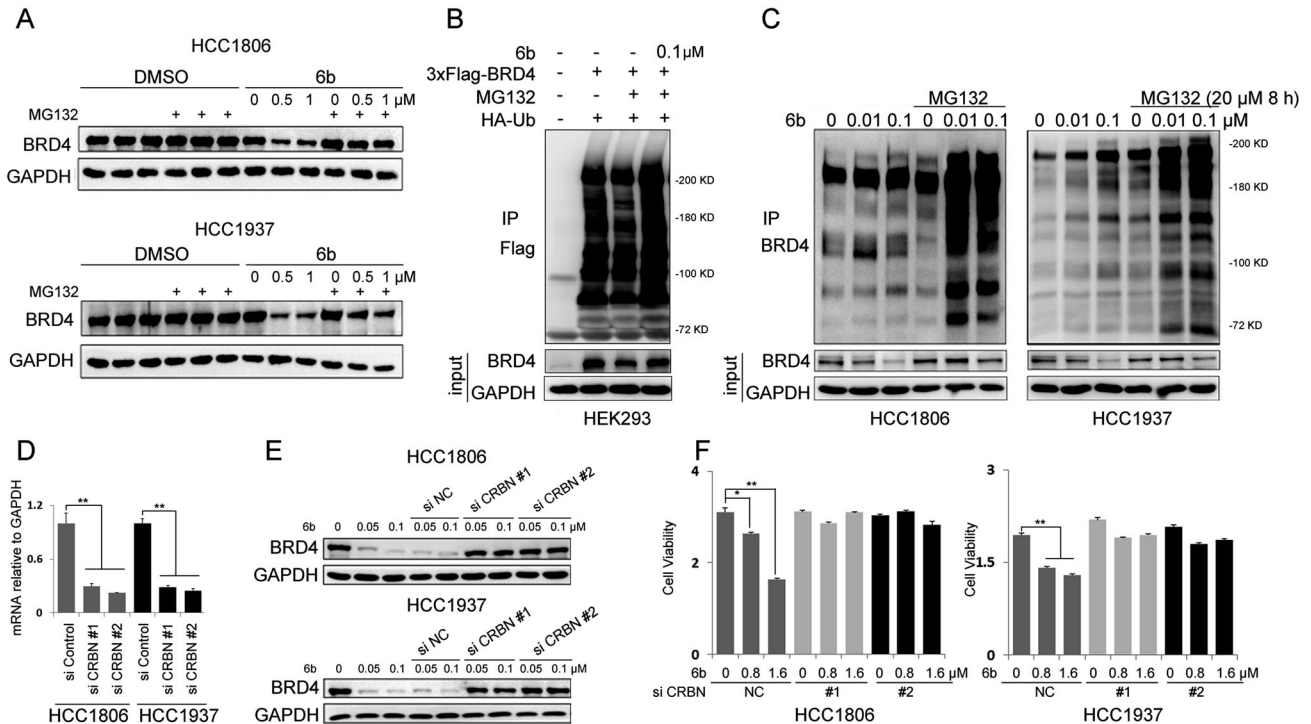 A
HCC1806
DMSO 6b
0 0.5 1 0 0.5 1 μM
MG132 + + + + + +
BRD4
GAPDH
HCC1937
DMSO 6b
0 0.5 1 0 0.5 1 μM
MG132 + + + + + +
BRD4
GAPDH
B
6b - - - 0.1 μM
3xFlag-BRD4 - + + +
MG132 - - + +
HA-Ub - + + +
IP
Flag
-200 KD
-180 KD
-100 KD
-72 KD
input
BRD4
GAPDH
HEK293
C
MG132 MG132 (20 μM 8 h)
6b 0 0.01 0.1 0 0.01 0.1 μM 0 0.01 0.1 0 0.01 0.1
IP
BRD4
-200 KD
-180 KD
-100 KD
-72 KD
input
BRD4
GAPDH
input
BRD4
GAPDH
HCC1806 HCC1937
D
mRNA relative to GAPDH
1.2
0.6
0
** **
si Control
si CRBN #1
si CRBN #2
si Control
si CRBN #1
si CRBN #2
HCC1806 HCC1937
E
HCC1806
si NC si CRBN #1 si CRBN #2
6b 0 0.05 0.1 0.05 0.1 0.05 0.1 0.05 0.1 μM
BRD4
GAPDH
HCC1937
si NC si CRBN #1 si CRBN #2
6b 0 0.05 0.1 0.05 0.1 0.05 0.1 0.05 0.1 μM
BRD4
GAPDH
F
Cell Viability
4
2
0
* **
6b 0 0.8 1.6 0 0.8 1.6 0 0.8 1.6 μM
si CRBN NC #1 #2
HCC1806
Cell Viability
3
1.5
0
**
6b 0 0.8 1.6 0 0.8 1.6 0 0.8 1.6 μM
NC #1 #2
HCC1937